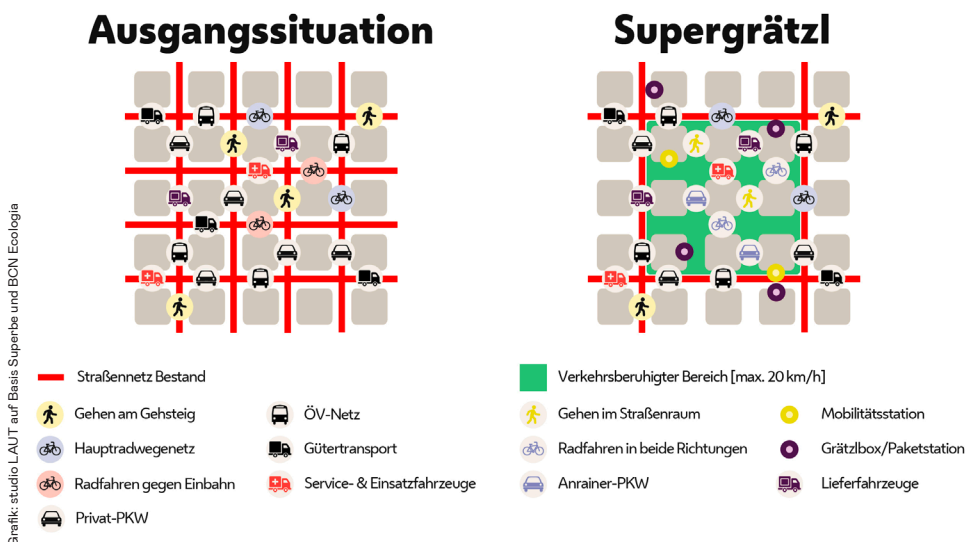 Ausgangssituation
Supergrätzl
Straßennetz Bestand
Gehen am Gehsteig
Hauptradwegenetz
Radfahren gegen Einbahn
Privat-PKW
ÖV-Netz
Gütertransport
Service- & Einsatzfahrzeuge
Verkehrsberuhigter Bereich [max. 20 km/h]
Gehen im Straßenraum
Radfahren in beide Richtungen
Anrainer-PKW
Mobilitätsstation
Grätzlbox/Paketstation
Lieferfahrzeuge
Grafik: studio LAUT auf Basis Superbe und BCN Ecologia